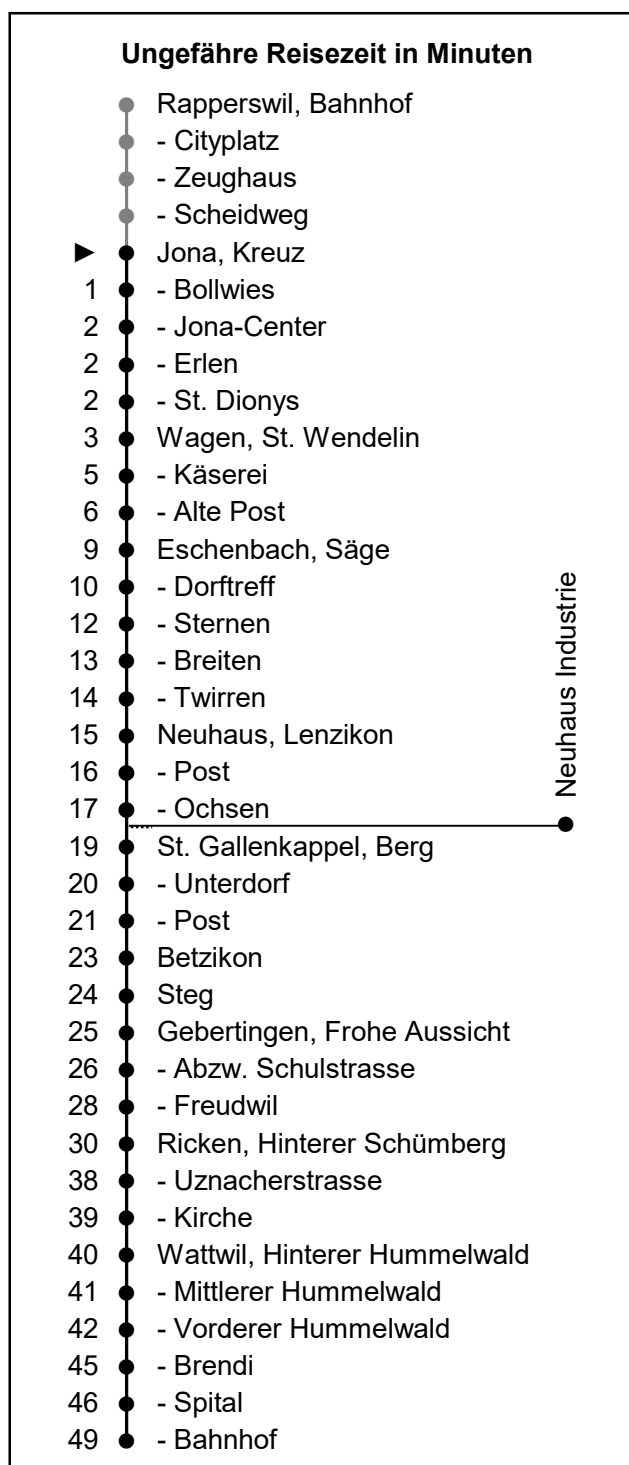 Ungefähre Reisezeit in Minuten
Rapperswil, Bahnhof
- Cityplatz
- Zeughaus
- Scheidweg
► Jona, Kreuz
1 - Bollwies
2 - Jona-Center
2 - Erlen
2 - St. Dionys
3 Wagen, St. Wendelin
5 - Käserei
6 - Alte Post
9 Eschenbach, Säge
10 - Dorftreff
12 - Sternen
13 - Breiten
14 - Twirren
15 Neuhaus, Lenzikon
16 - Post
17 - Ochsen
Neuhaus Industrie
19 St. Gallenkappel, Berg
20 - Unterdorf
21 - Post
23 Betzikon
24 Steg
25 Gebertingen, Frohe Aussicht
26 - Abzw. Schulstrasse
28 - Freudwil
30 Ricken, Hinterer Schümberg
38 - Uznacherstrasse
39 - Kirche
40 Wattwil, Hinterer Hummelwald
41 - Mittlerer Hummelwald
42 - Vorderer Hummelwald
45 - Brendi
46 - Spital
49 - Bahnhof